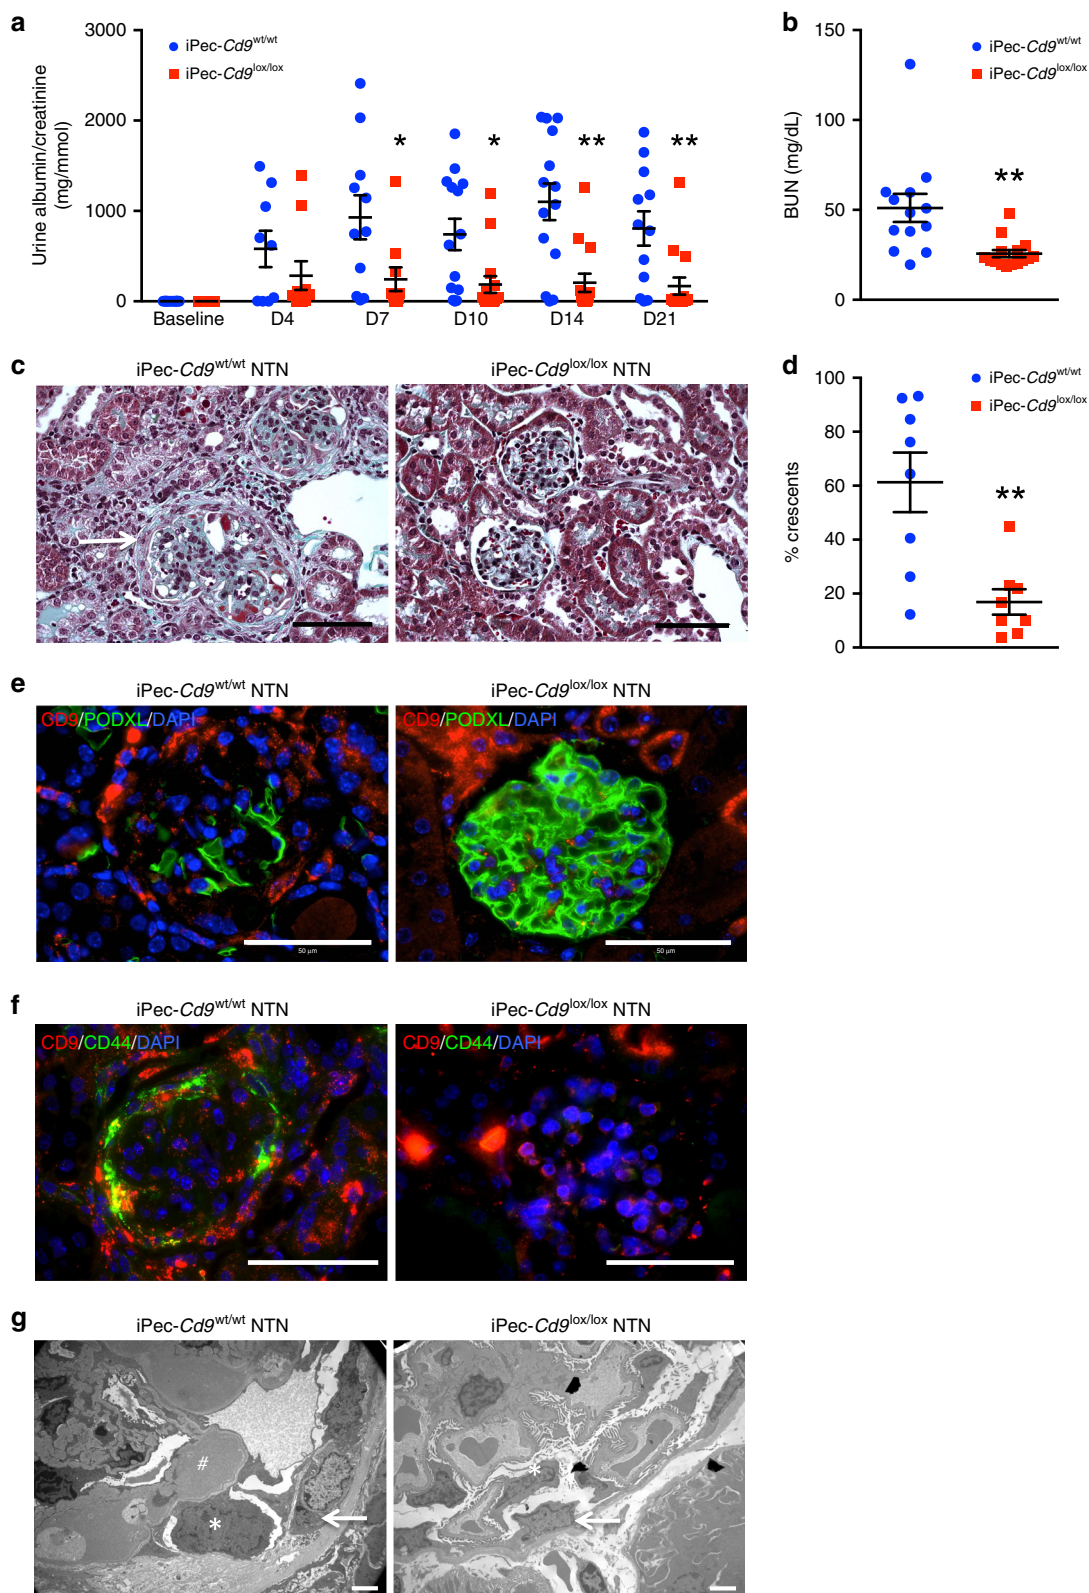 a
3000
2000
1000
0
Urine albumin/creatinine
(mg/mmol)
iPec-Cd9wt/wt
iPec-Cd9lox/lox
*
*
**
**
Baseline D4 D7 D10 D14 D21
b
150
100
50
0
BUN (mg/dL)
iPec-Cd9wt/wt
iPec-Cd9lox/lox
**
c
iPec-Cd9wt/wt NTN
iPec-Cd9lox/lox NTN
d
100
80
60
40
20
0
% crescents
iPec-Cd9wt/wt
iPec-Cd9lox/lox
**
e
iPec-Cd9wt/wt NTN
iPec-Cd9lox/lox NTN
CD9/PODXL/DAPI
CD9/PODXL/DAPI
50 µm
50 µm
f
iPec-Cd9wt/wt NTN
iPec-Cd9lox/lox NTN
CD9/CD44/DAPI
CD9/CD44/DAPI
g
iPec-Cd9wt/wt NTN
iPec-Cd9lox/lox NTN
#
*
*